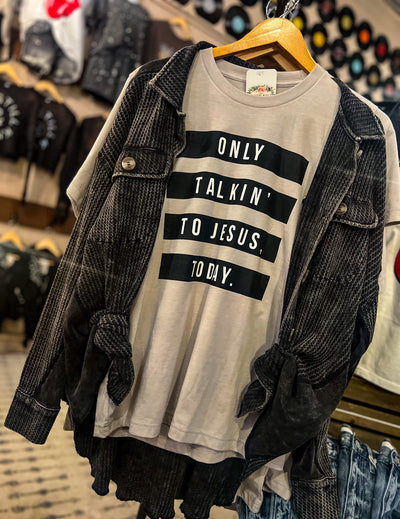 ONLY
TALKIN'
TO JESUS,
TODAY.